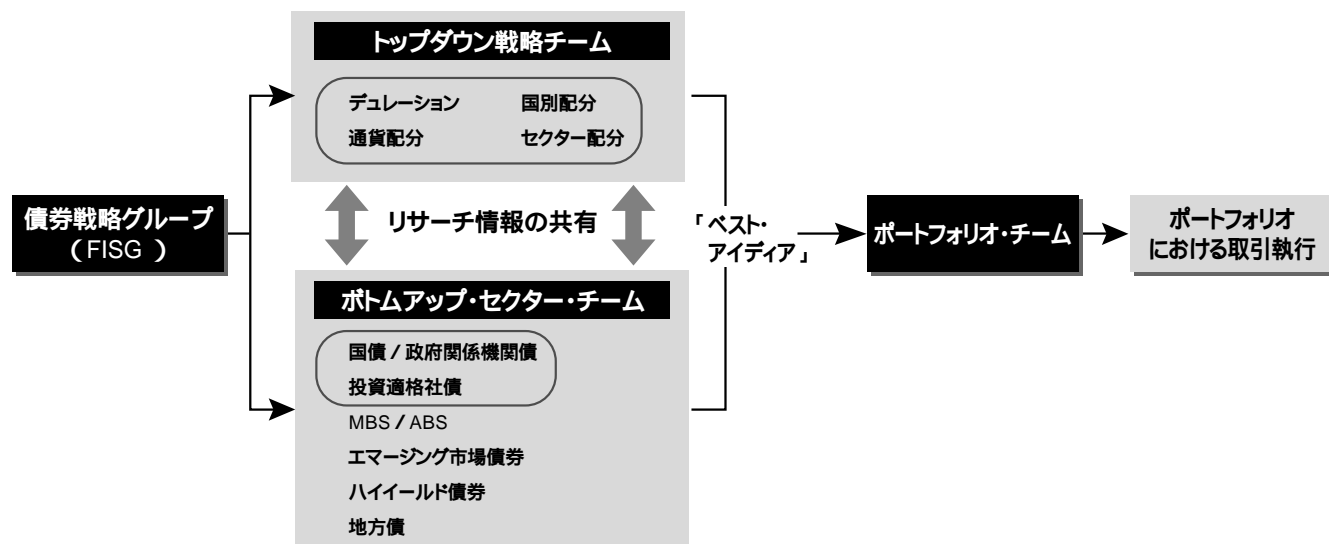 トップダウン戦略チーム
デュレーション 国別配分
通貨配分 セクター配分
債券戦略グループ
(FISG)
リサーチ情報の共有
「ベスト・
アイディア」
ポートフォリオ・チーム
ポートフォリオ
における取引執行
ボトムアップ・セクター・チーム
国債/政府関係機関債
投資適格社債
MBS/ABS
エマージング市場債券
ハイイールド債券
地方債